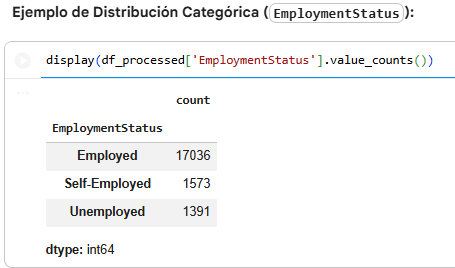 Ejemplo de Distribución Categórica (EmploymentStatus):
display(df_processed['EmploymentStatus'].value_counts())
count
EmploymentStatus
Employed 17036
Self-Employed 1573
Unemployed 1391
dtype: int64